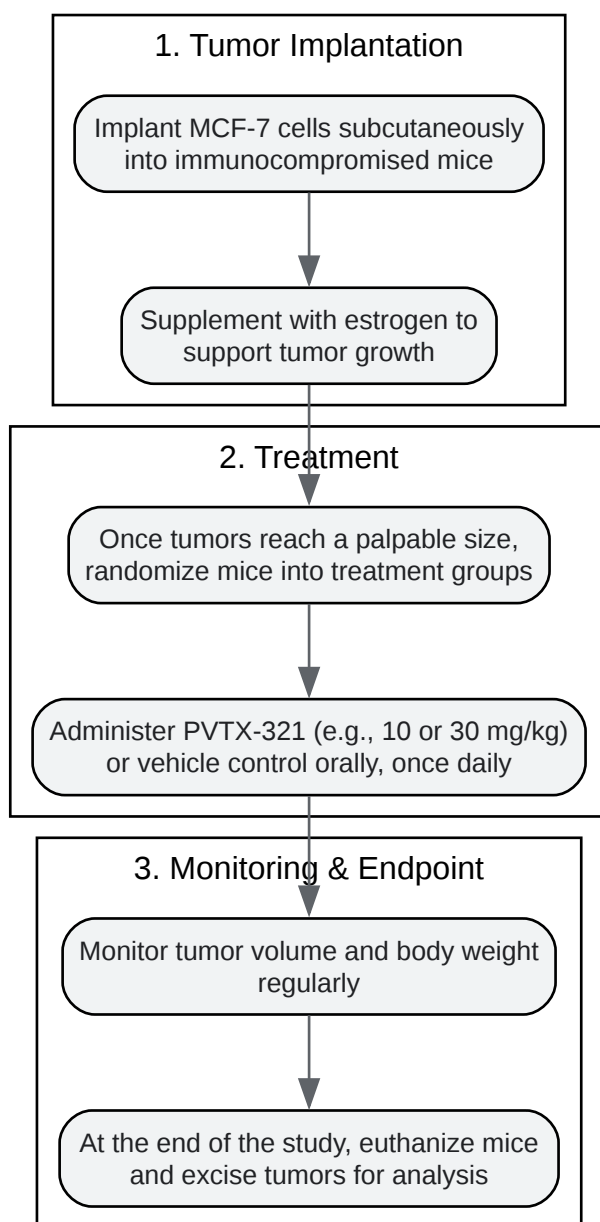 1. Tumor Implantation
Implant MCF-7 cells subcutaneously
into immunocompromised mice
Supplement with estrogen to
support tumor growth
2. Treatment
Once tumors reach a palpable size,
randomize mice into treatment groups
Administer PVTX-321 (e.g., 10 or 30 mg/kg)
or vehicle control orally, once daily
3. Monitoring & Endpoint
Monitor tumor volume and body weight
regularly
At the end of the study, euthanize mice
and excise tumors for analysis